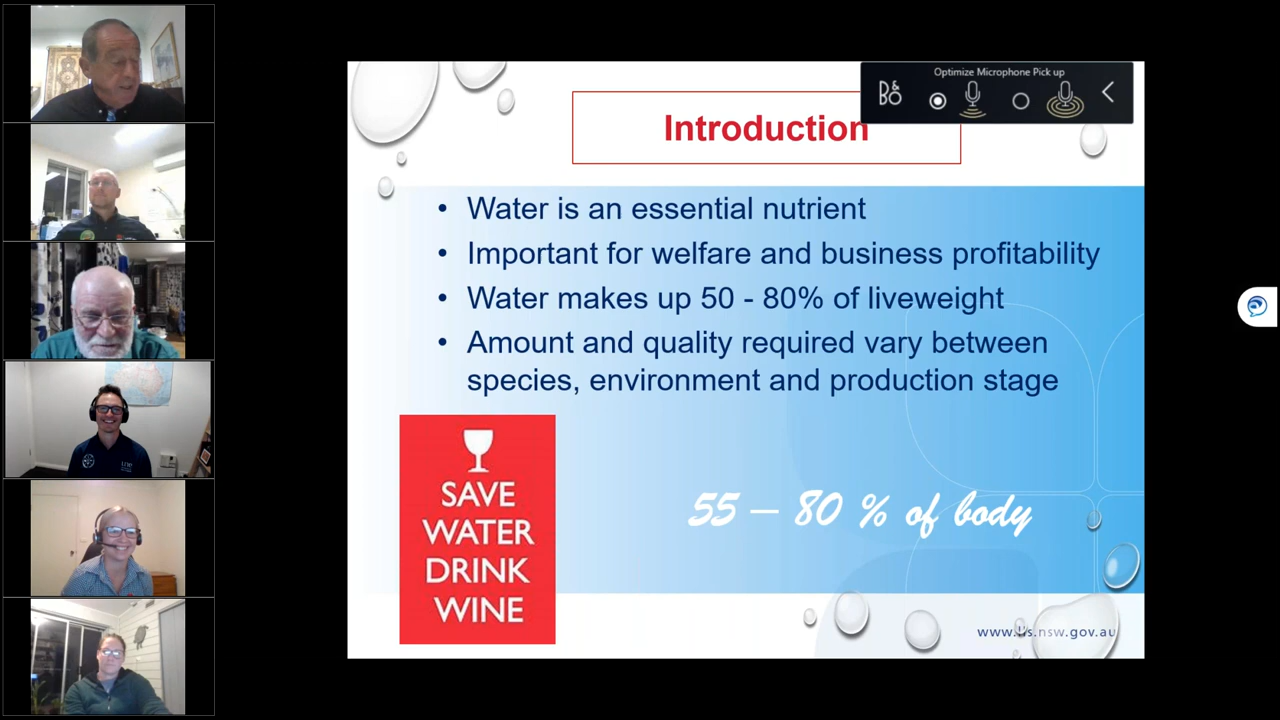 Optimize Microphone Pick up
B&O
Introduction
• Water is an essential nutrient
• Important for welfare and business profitability
• Water makes up 50 - 80% of liveweight
• Amount and quality required vary between
species, environment and production stage
SAVE
WATER
DRINK
WINE
55 – 80 % of body